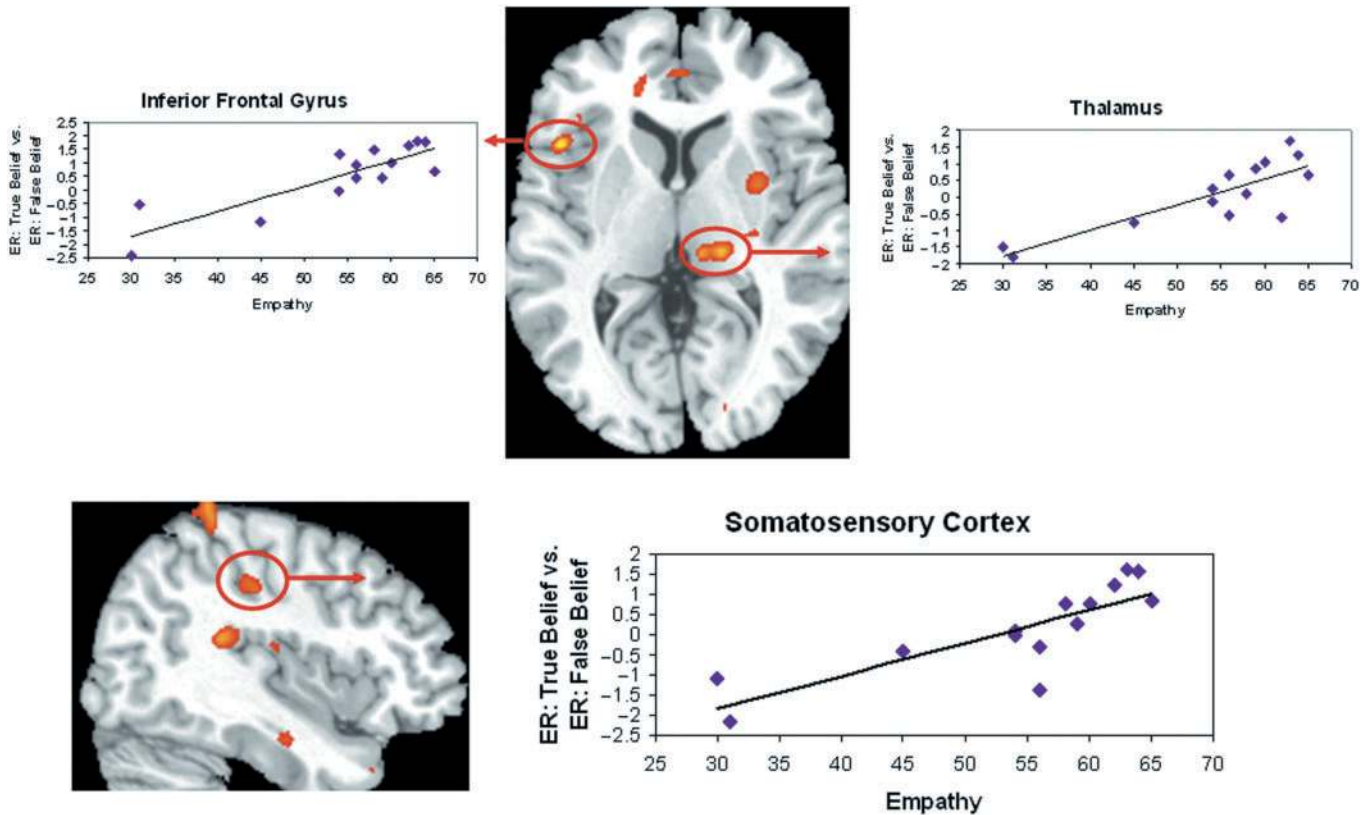 Inferior Frontal Gyrus
ER: True Belief vs.
ER: False Belief
2.5
2
1.5
1
0.5
0
−0.5
−1
−1.5
−2
−2.5
25 30 35 40 45 50 55 60 65 70
Empathy
Thalamus
ER: True Belief vs.
ER: False Belief
2
1.5
1
0.5
0
−0.5
−1
−1.5
−2
25 30 35 40 45 50 55 60 65 70
Empathy
Somatosensory Cortex
ER: True Belief vs.
ER: False Belief
2
1.5
1
0.5
0
−0.5
−1
−1.5
−2
−2.5
25 30 35 40 45 50 55 60 65 70
Empathy